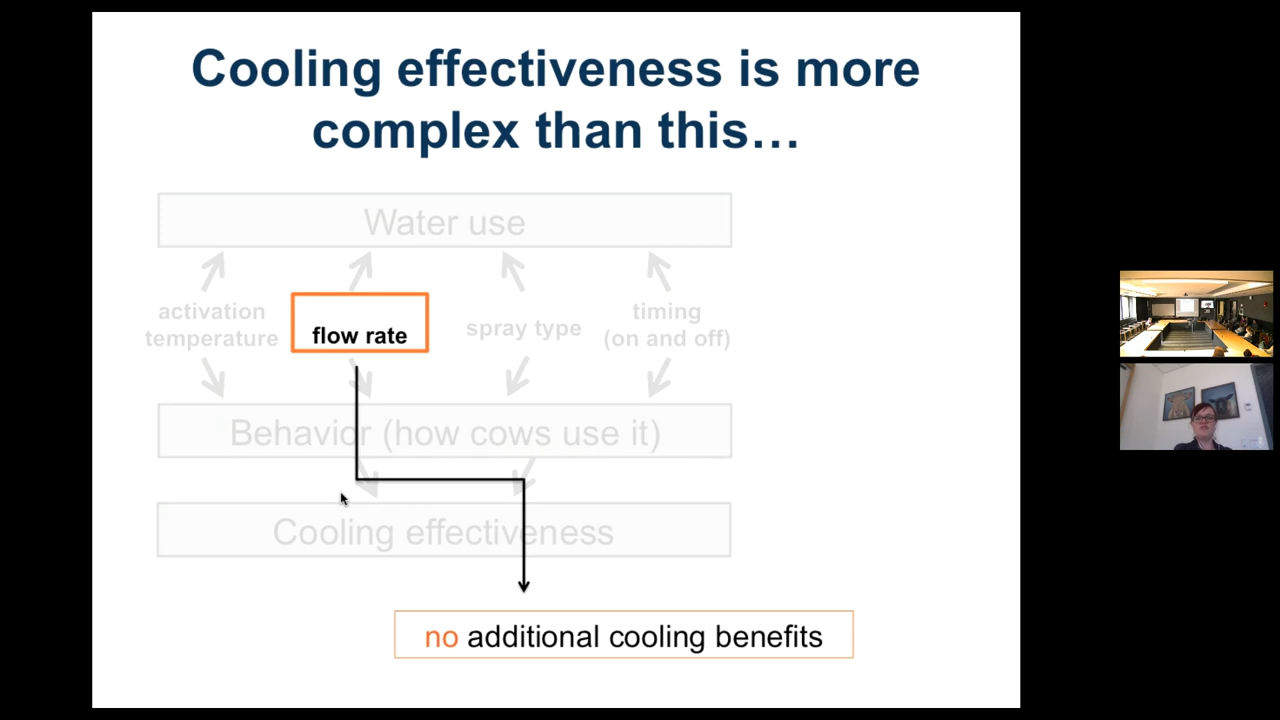 Cooling effectiveness is more
complex than this…
Water use
activation
temperature
flow rate
spray type
timing
(on and off)
Behavior (how cows use it)
Cooling effectiveness
no additional cooling benefits